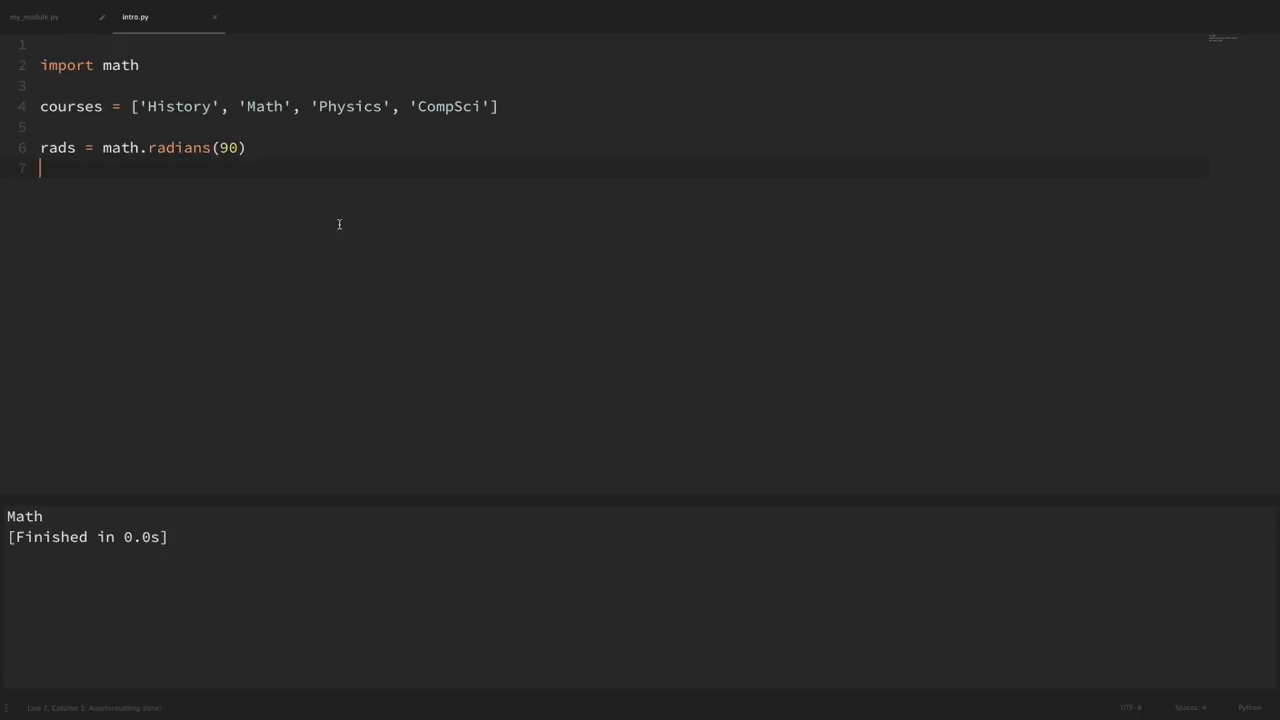 my_module.py
intro.py ×
1
2 import math
3
4 courses = ['History', 'Math', 'Physics', 'CompSci']
5
6 rads = math.radians(90)
7
Math
[Finished in 0.0s]
Line 7, Column 1; Autoformatting done!
UTF-8 Spaces: 4 Python